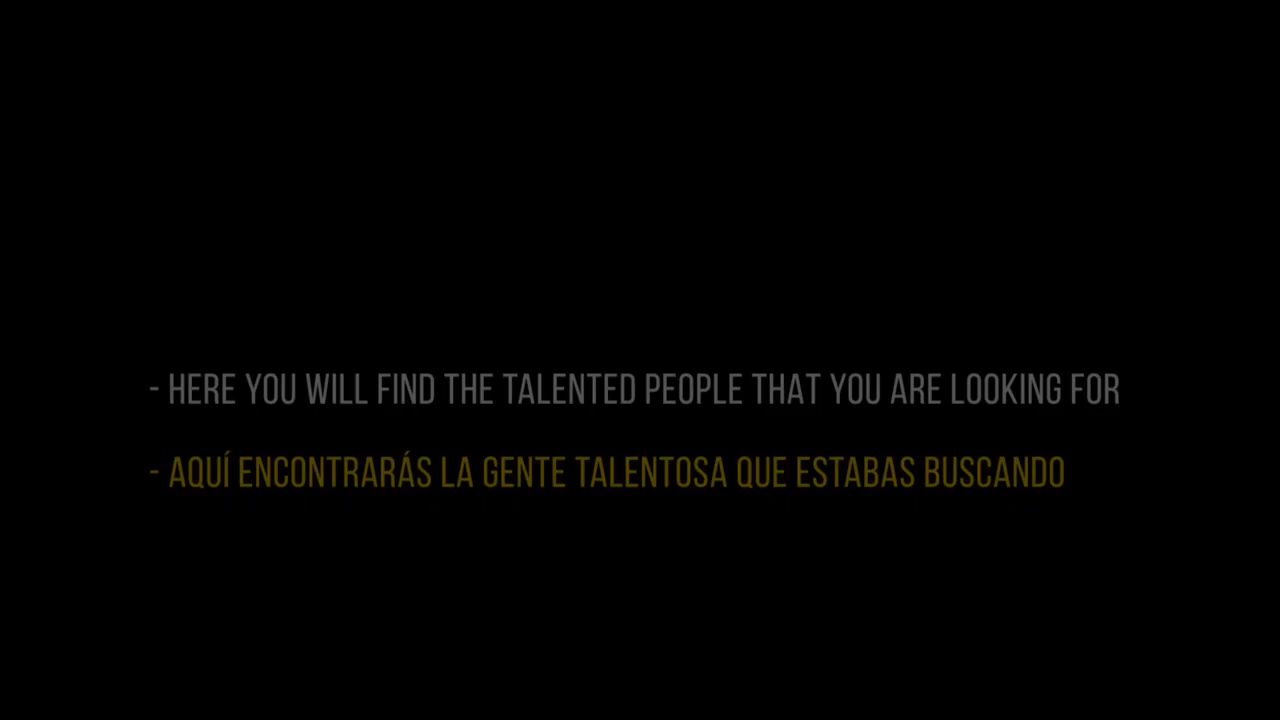 - HERE YOU WILL FIND THE TALENTED PEOPLE THAT YOU ARE LOOKING FOR
- AQUÍ ENCONTRARÁS LA GENTE TALENTOSA QUE ESTABAS BUSCANDO